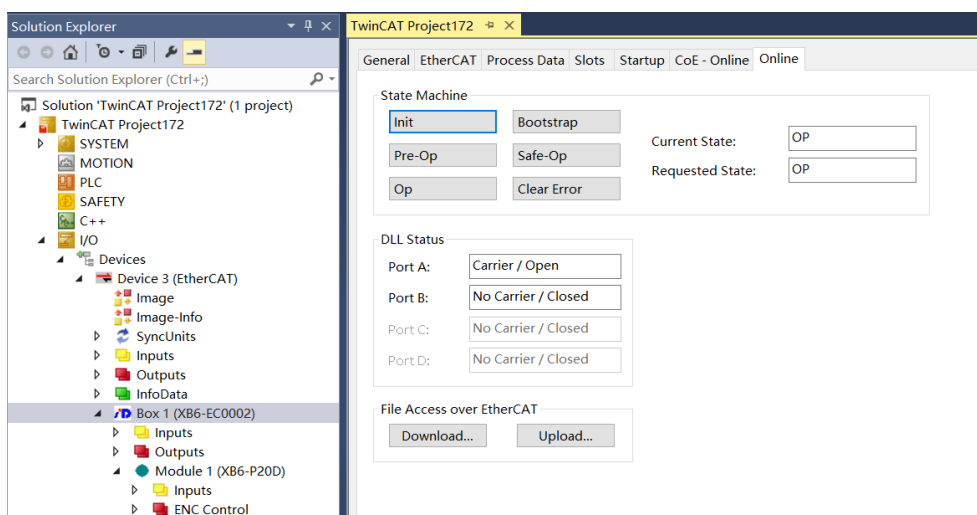 Solution Explorer
Search Solution Explorer (Ctrl+;)
Solution 'TwinCAT Project172' (1 project)
TwinCAT Project172
SYSTEM
MOTION
PLC
SAFETY
C++
I/O
Devices
Device 3 (EtherCAT)
Image
Image-Info
SyncUnits
Inputs
Outputs
InfoData
Box 1 (XB6-EC0002)
Inputs
Outputs
Module 1 (XB6-P20D)
Inputs
ENC Control
TwinCAT Project172
General EtherCAT Process Data Slots Startup CoE - Online Online
State Machine
Init Bootstrap
Pre-Op Safe-Op
Op Clear Error
Current State: OP
Requested State: OP
DLL Status
Port A: Carrier / Open
Port B: No Carrier / Closed
Port C: No Carrier / Closed
Port D: No Carrier / Closed
File Access over EtherCAT
Download... Upload...